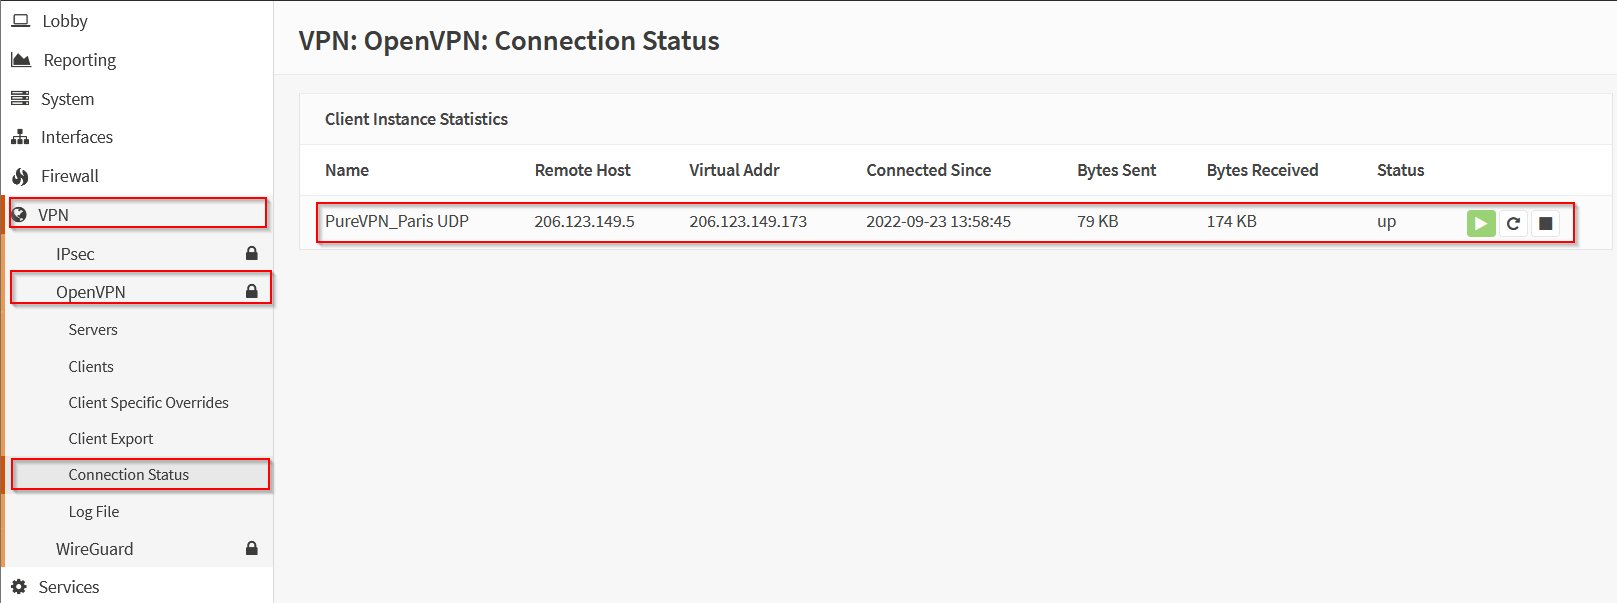 Lobby
Reporting
System
Interfaces
Firewall
VPN
IPsec
OpenVPN
Servers
Clients
Client Specific Overrides
Client Export
Connection Status
Log File
WireGuard
Services
VPN: OpenVPN: Connection Status
Client Instance Statistics
Name Remote Host Virtual Addr Connected Since Bytes Sent Bytes Received Status
PureVPN_Paris UDP 206.123.149.5 206.123.149.173 2022-09-23 13:58:45 79 KB 174 KB up